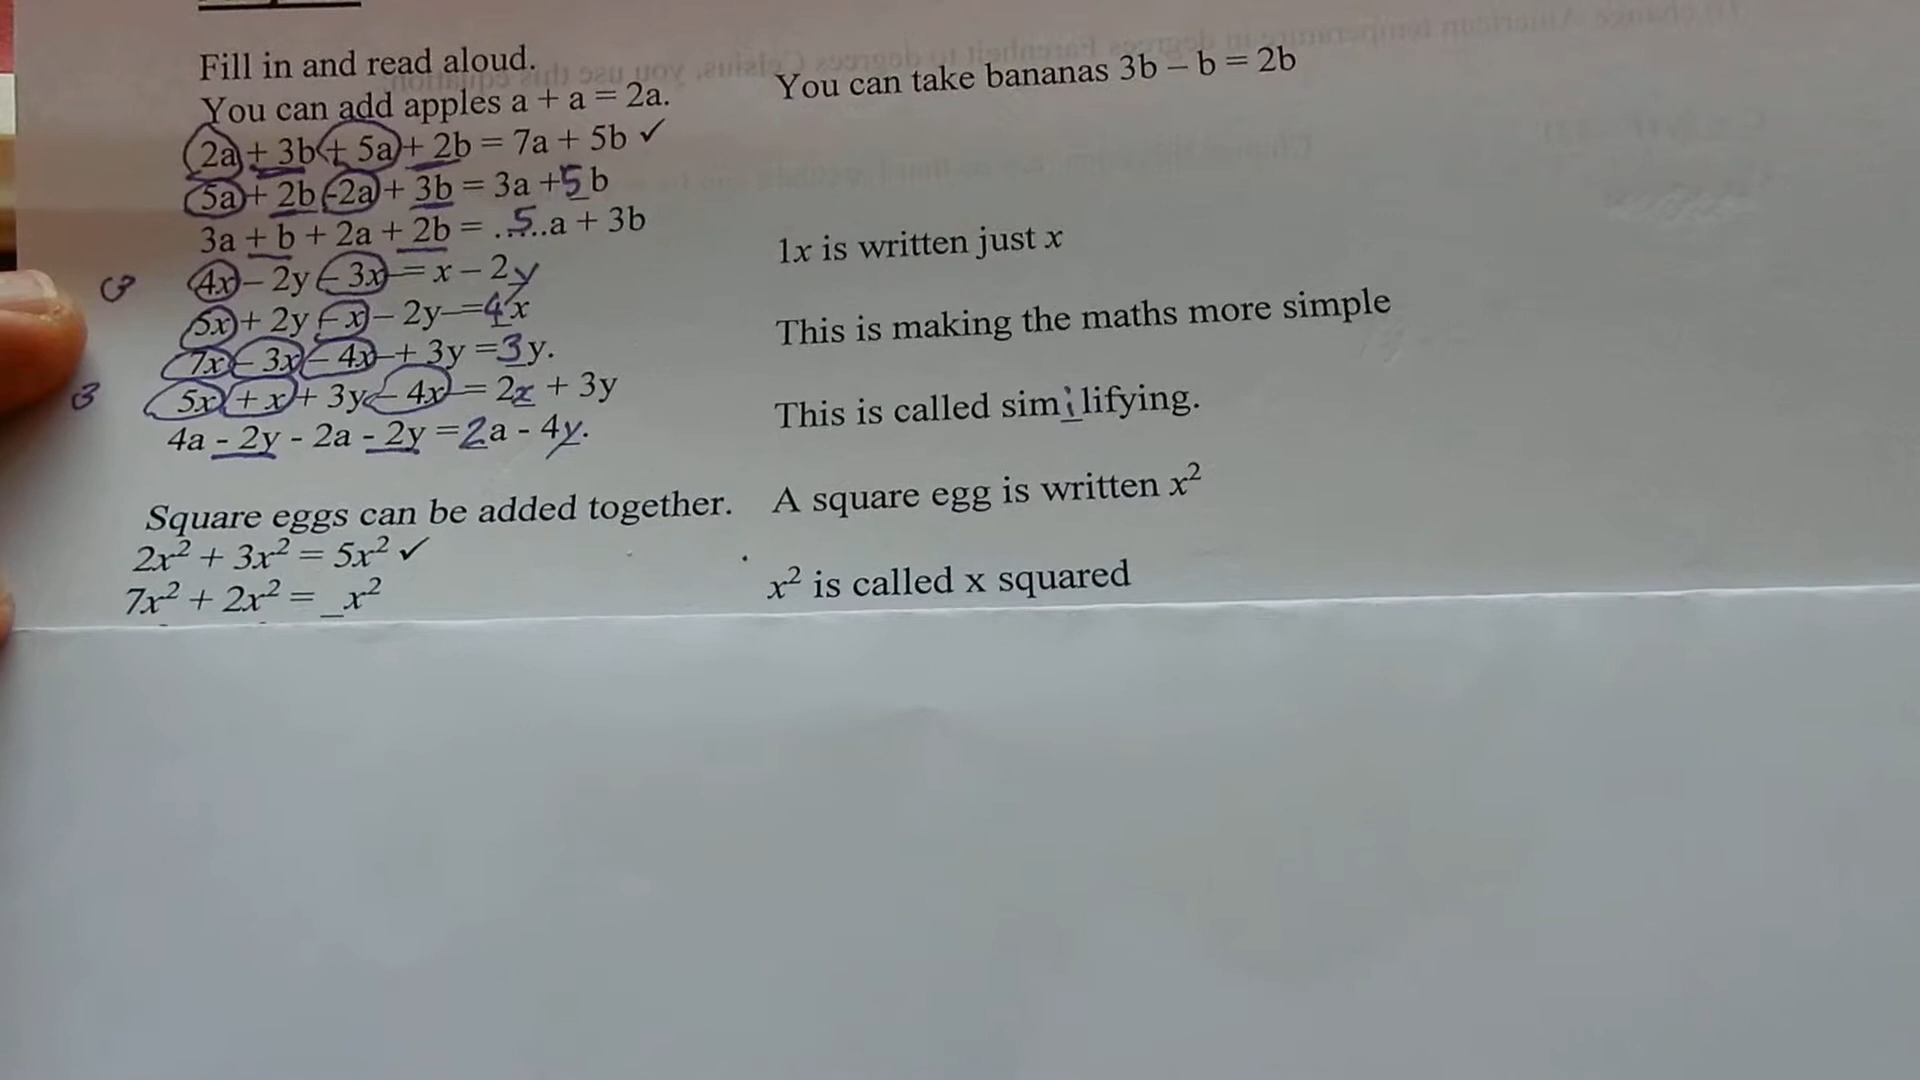 Fill in and read aloud.
You can add apples a + a = 2a.
You can take bananas 3b – b = 2b
2a + 3b + 5a + 2b = 7a + 5b ✓
5a + 2b -2a + 3b = 3a + 5 b
3a + b + 2a + 2b = ..5..a + 3b
1x is written just x
4x – 2y – 3x = x – 2y
5x + 2y – x – 2y = 4x
This is making the maths more simple
7x – 3x – 4x + 3y = 3y.
5x + x + 3y – 4x = 2x + 3y
This is called similifying.
4a - 2y - 2a - 2y = 2a - 4y.
Square eggs can be added together.
A square egg is written x²
2x² + 3x² = 5x² ✓
7x² + 2x² = _x²
x² is called x squared